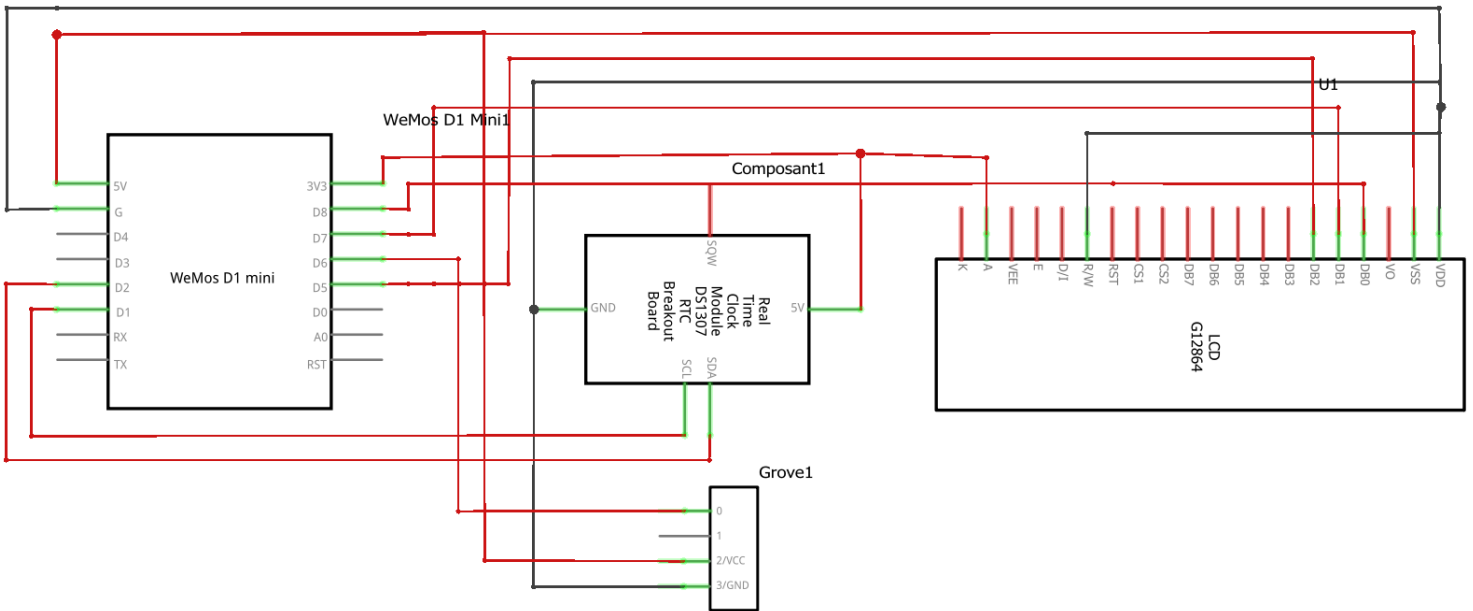 U1
WeMos D1 Mini1
Composant1
5V
G
D4
D3
D2
D1
RX
TX
WeMos D1 mini
3V3
D8
D7
D6
D5
D0
A0
RST
SQW
GND
5V
SCL
SDA
Real
Time
Clock
Module
DS1307
RTC
Breakout
Board
K
A
VEE
E
D/I
R/W
RST
CS1
CS2
DB7
DB6
DB5
DB4
DB3
DB2
DB1
DB0
VO
VSS
VDD
LCD
G12864
Grove1
0
1
2/VCC
3/GND